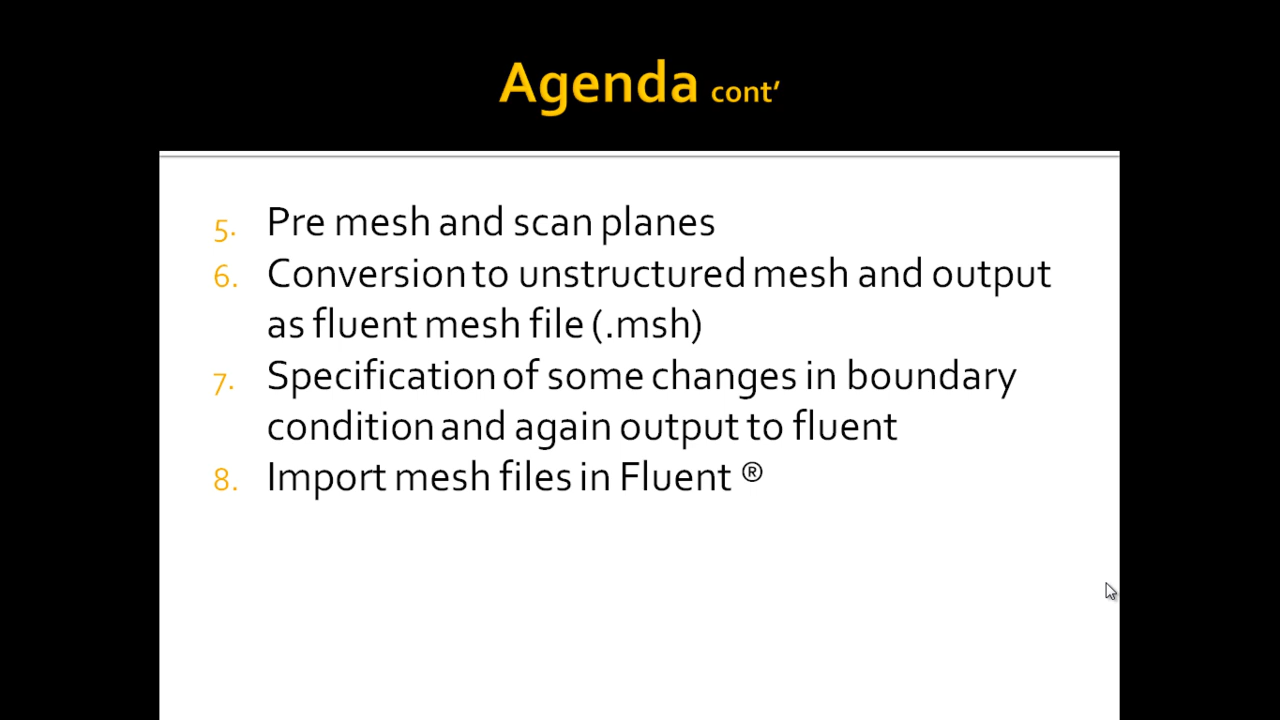 Agenda cont’
5. Pre mesh and scan planes
6. Conversion to unstructured mesh and output
as fluent mesh file (.msh)
7. Specification of some changes in boundary
condition and again output to fluent
8. Import mesh files in Fluent ®